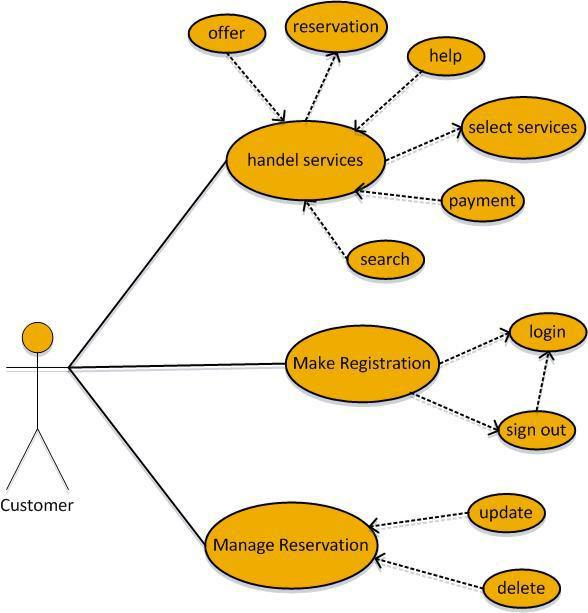 offer
reservation
help
handel services
select services
payment
search
login
Make Registration
sign out
Customer
update
Manage Reservation
delete